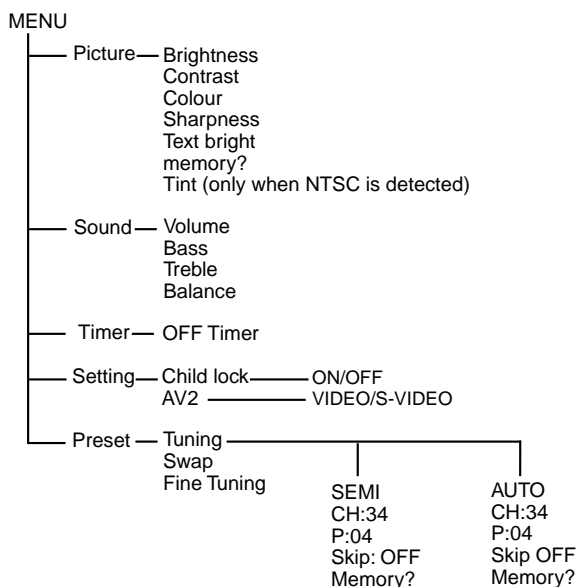 MENU
Picture Brightness
Contrast
Colour
Sharpness
Text bright
memory?
Tint (only when NTSC is detected)
Sound Volume
Bass
Treble
Balance
Timer OFF Timer
Setting Child lock ON/OFF
AV2 VIDEO/S-VIDEO
Preset Tuning
Swap
Fine Tuning
SEMI
CH:34
P:04
Skip: OFF
Memory?
AUTO
CH:34
P:04
Skip OFF
Memory?